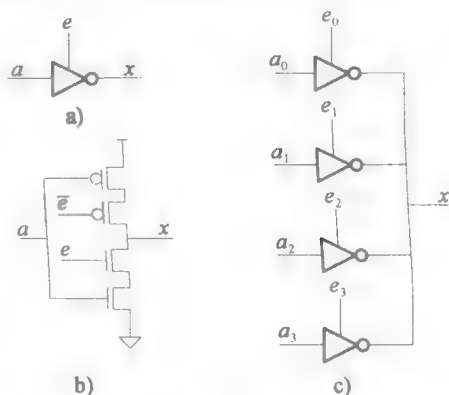 e
a
x
a)
e̅
a
x
e
b)
e₀
a₀
e₁
a₁
x
e₂
a₂
e₃
a₃
c)